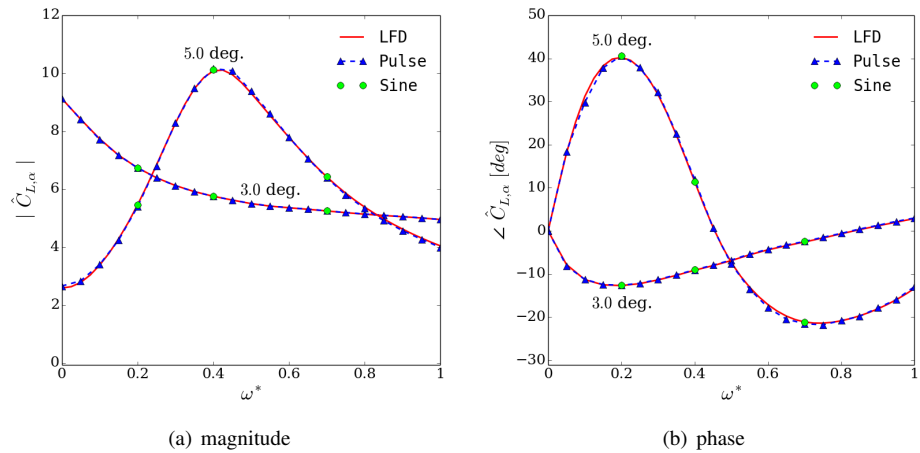 12
10
8
6
4
2
0
| Ĉ_{L,α} |
5.0 deg.
3.0 deg.
LFD
Pulse
Sine
0 0.2 0.4 0.6 0.8 1
ω*
(a) magnitude
50
40
30
20
10
0
−10
−20
−30
∠ Ĉ_{L,α} [deg]
5.0 deg.
3.0 deg.
LFD
Pulse
Sine
0 0.2 0.4 0.6 0.8 1
ω*
(b) phase